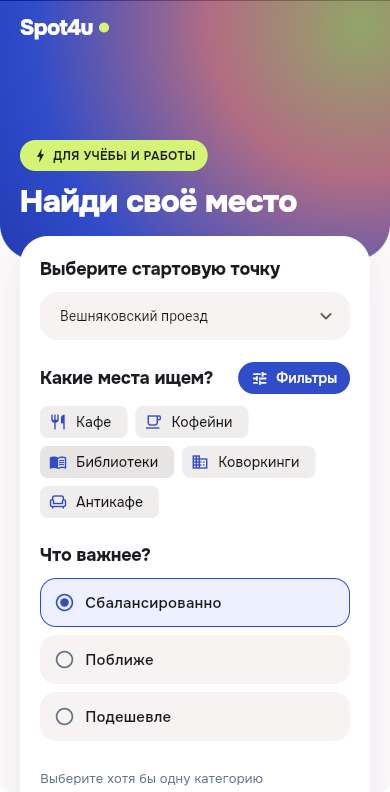 Spot4u
ДЛЯ УЧЁБЫ И РАБОТЫ
Найди своё место
Выберите стартовую точку
Вешняковский проезд
Какие места ищем?
Фильтры
Кафе
Кофейни
Библиотеки
Коворкинги
Антикафе
Что важнее?
Сбалансированно
Поближе
Подешевле
Выберите хотя бы одну категорию